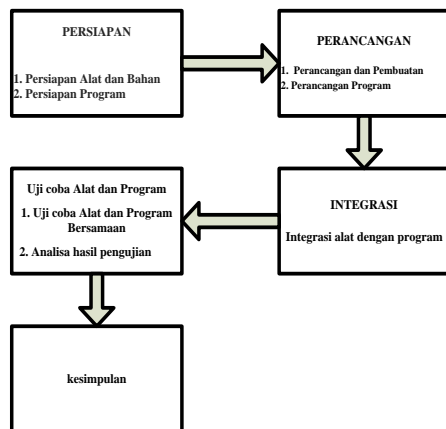 PERSIAPAN
1. Persiapan Alat dan Bahan
2. Persiapan Program
PERANCANGAN
1. Perancangan dan Pembuatan
2. Perancangan Program
INTEGRASI
Integrasi alat dengan program
Uji coba Alat dan Program
1. Uji coba Alat dan Program
Bersamaan
2. Analisa hasil pengujian
kesimpulan